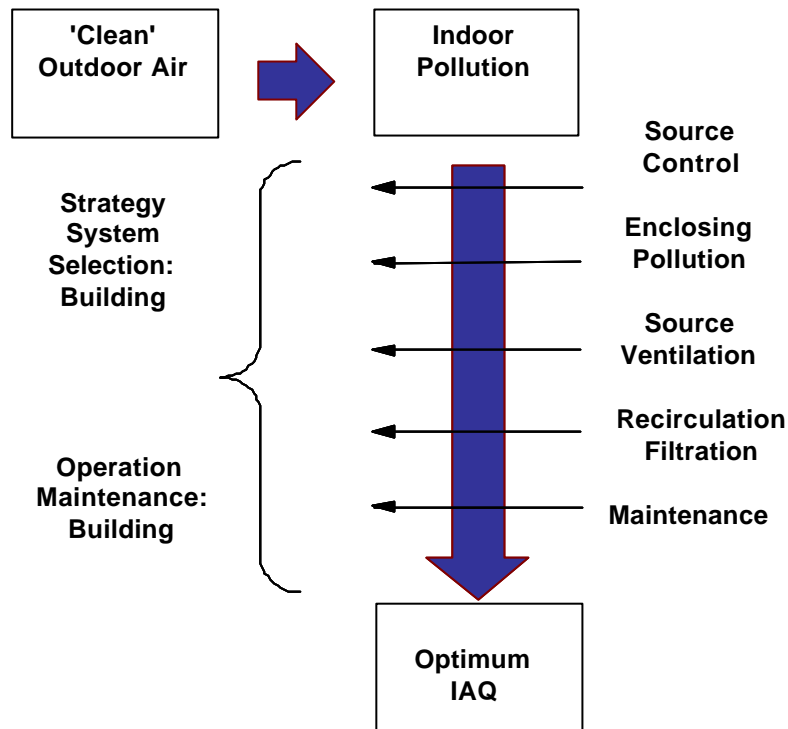 'Clean'
Outdoor Air
Indoor
Pollution
Source
Control
Strategy
System
Selection:
Building
Enclosing
Pollution
Source
Ventilation
Recirculation
Filtration
Operation
Maintenance:
Building
Maintenance
Optimum
IAQ